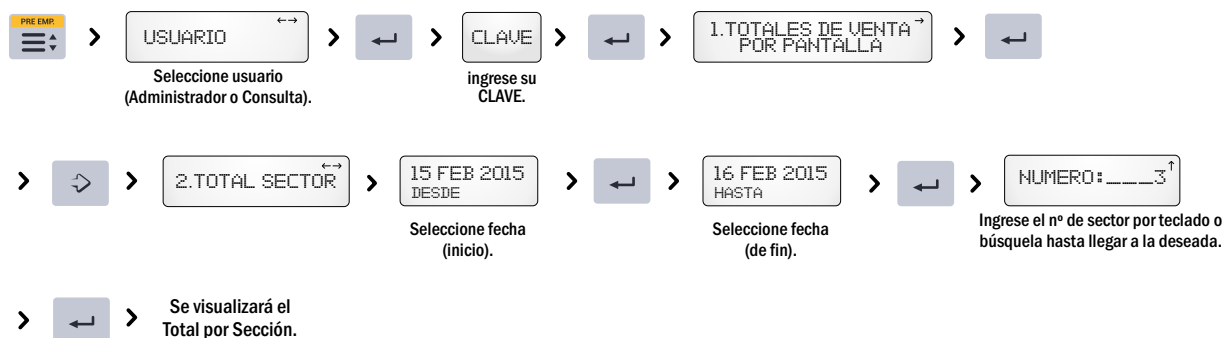 PRE EMP.
USUARIO
Seleccione usuario
(Administrador o Consulta).
CLAVE
ingrese su
CLAVE.
1.TOTALES DE VENTA
POR PANTALLA
2.TOTAL SECTOR
15 FEB 2015
DESDE
Seleccione fecha
(inicio).
16 FEB 2015
HASTA
Seleccione fecha
(de fin).
NUMERO:___3
Ingrese el nº de sector por teclado o
búsquela hasta llegar a la deseada.
Se visualizará el
Total por Sección.